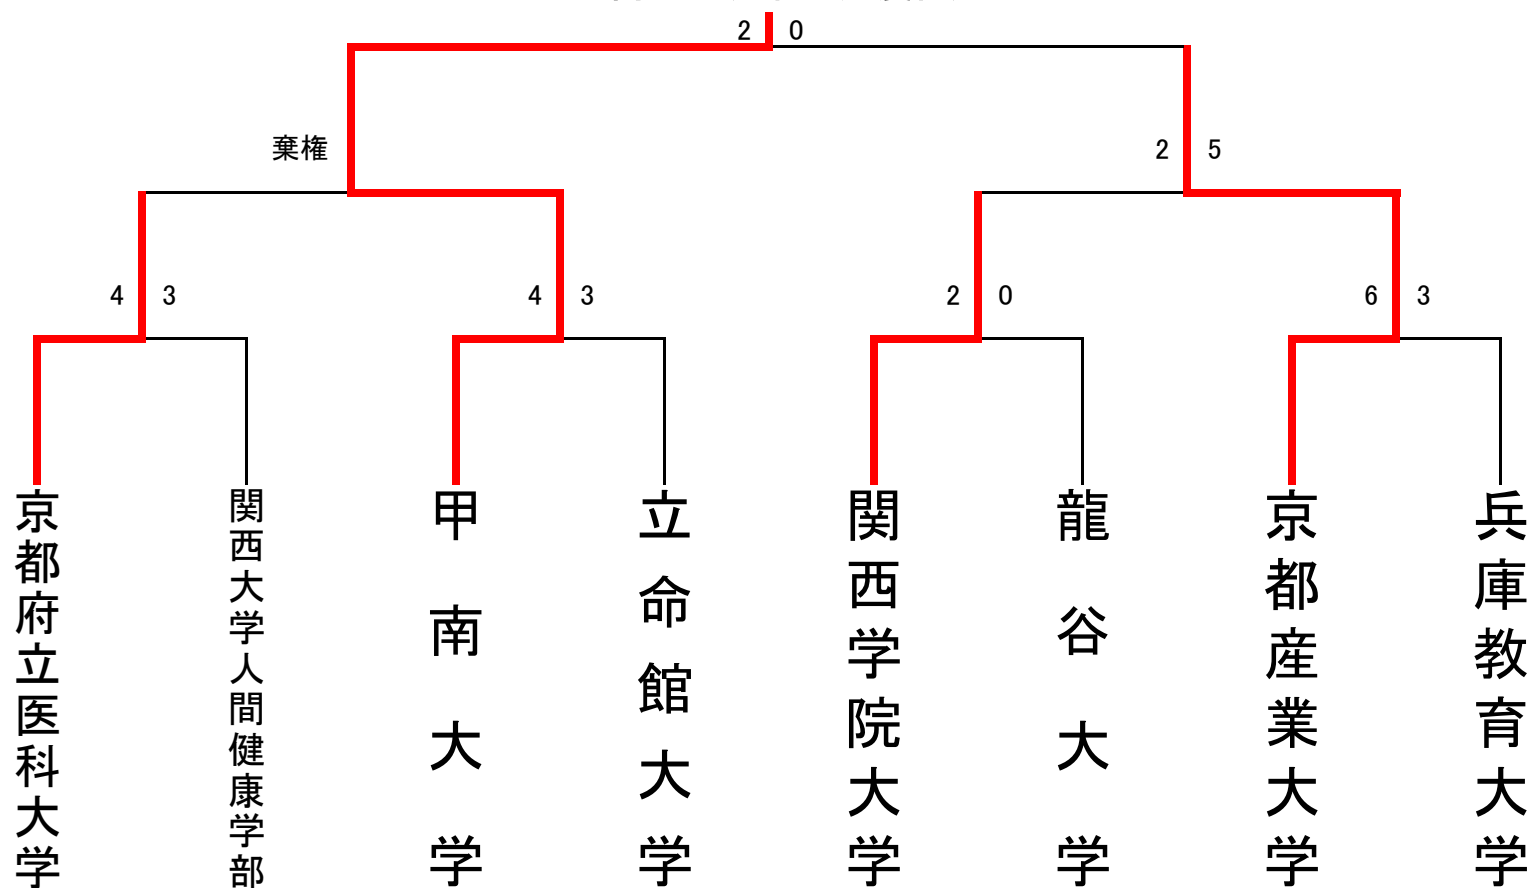 2 0
棄権
2 5
4 3
4 3
2 0
6 3
京都府立医科大学
関西大学人間健康学部
甲南大学
立命館大学
関西学院大学
龍谷大学
京都産業大学
兵庫教育大学